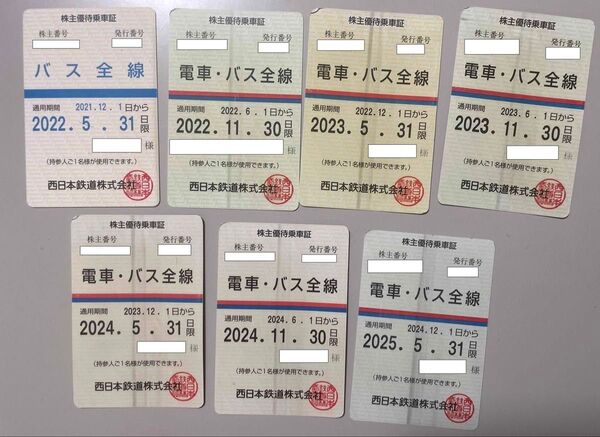 株主優待乗車証
株主番号 発行番号
バス全線
適用期間 2021.12.1日から
2022.5.31日限
様
(持参人ご1名様が使用できます。)
西日本鉄道株式会社
株主優待乗車証
株主番号 発行番号
電車・バス全線
適用期間 2022.6.1日から
2022.11.30日限
様
(持参人ご1名様が使用できます。)
西日本鉄道株式会社
株主優待乗車証
株主番号 発行番号
電車・バス全線
適用期間 2022.12.1日から
2023.5.31日限
様
(持参人ご1名様が使用できます。)
西日本鉄道株式会社
株主優待乗車証
株主番号 発行番号
電車・バス全線
適用期間 2023.6.1日から
2023.11.30日限
様
(持参人ご1名様が使用できます。)
西日本鉄道株式会社
株主優待乗車証
株主番号 発行番号
電車・バス全線
適用期間 2023.12.1日から
2024.5.31日限
様
(持参人ご1名様が使用できます。)
西日本鉄道株式会社
株主優待乗車証
株主番号 発行番号
電車・バス全線
適用期間 2024.6.1日から
2024.11.30日限
様
(持参人ご1名様が使用できます。)
西日本鉄道株式会社
株主優待乗車証
株主番号 発行番号
電車・バス全線
適用期間 2024.12.1日から
2025.5.31日限
様
(持参人ご1名様が使用できます。)
西日本鉄道株式会社